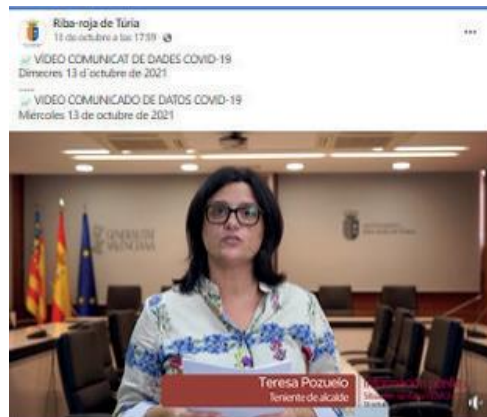 Riba-roja de Túria
13 de octubre a las 17:59
VÍDEO COMUNICAT DE DADES COVID-19
Dimecres 13 d´octubre de 2021
.....
VIDEO COMUNICADO DE DATOS COVID-19
Miércoles 13 de octubre de 2021
GENERALITAT
VALENCIANA
Teresa Pozuelo
Teniente de alcalde